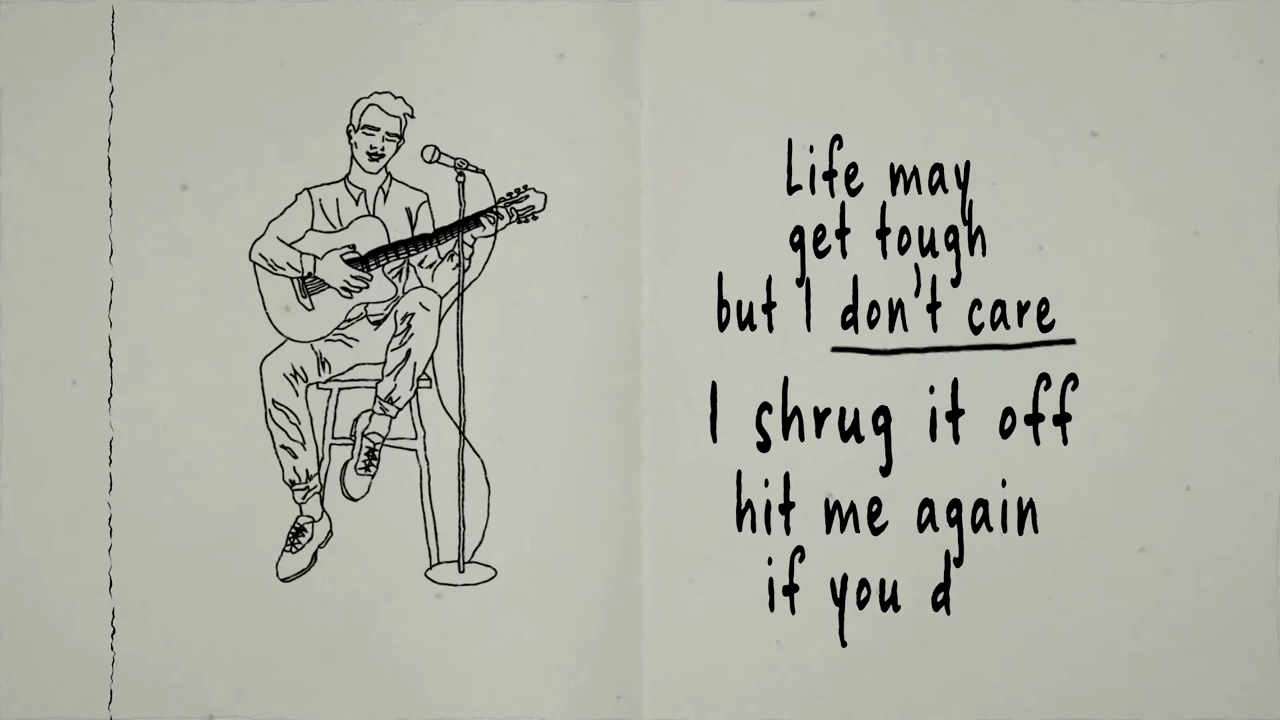 Life may
get tough
but I don't care
I shrug it off
hit me again
if you d